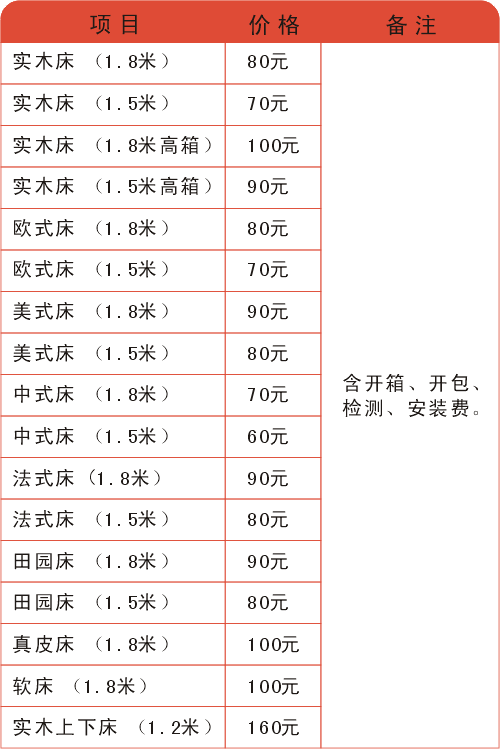 项目 价格 备注
实木床（1.8米） 80元
实木床（1.5米） 70元
实木床（1.8米高箱） 100元
实木床（1.5米高箱） 90元
欧式床（1.8米） 80元
欧式床（1.5米） 70元
美式床（1.8米） 90元
美式床（1.5米） 80元
中式床（1.8米） 70元
中式床（1.5米） 60元
法式床(1.8米） 90元
法式床（1.5米） 80元
田园床（1.8米） 90元
田园床（1.5米） 80元
真皮床（1.8米） 100元
软床（1.8米） 100元
实木上下床（1.2米） 160元
含开箱、开包、
检测、安装费。